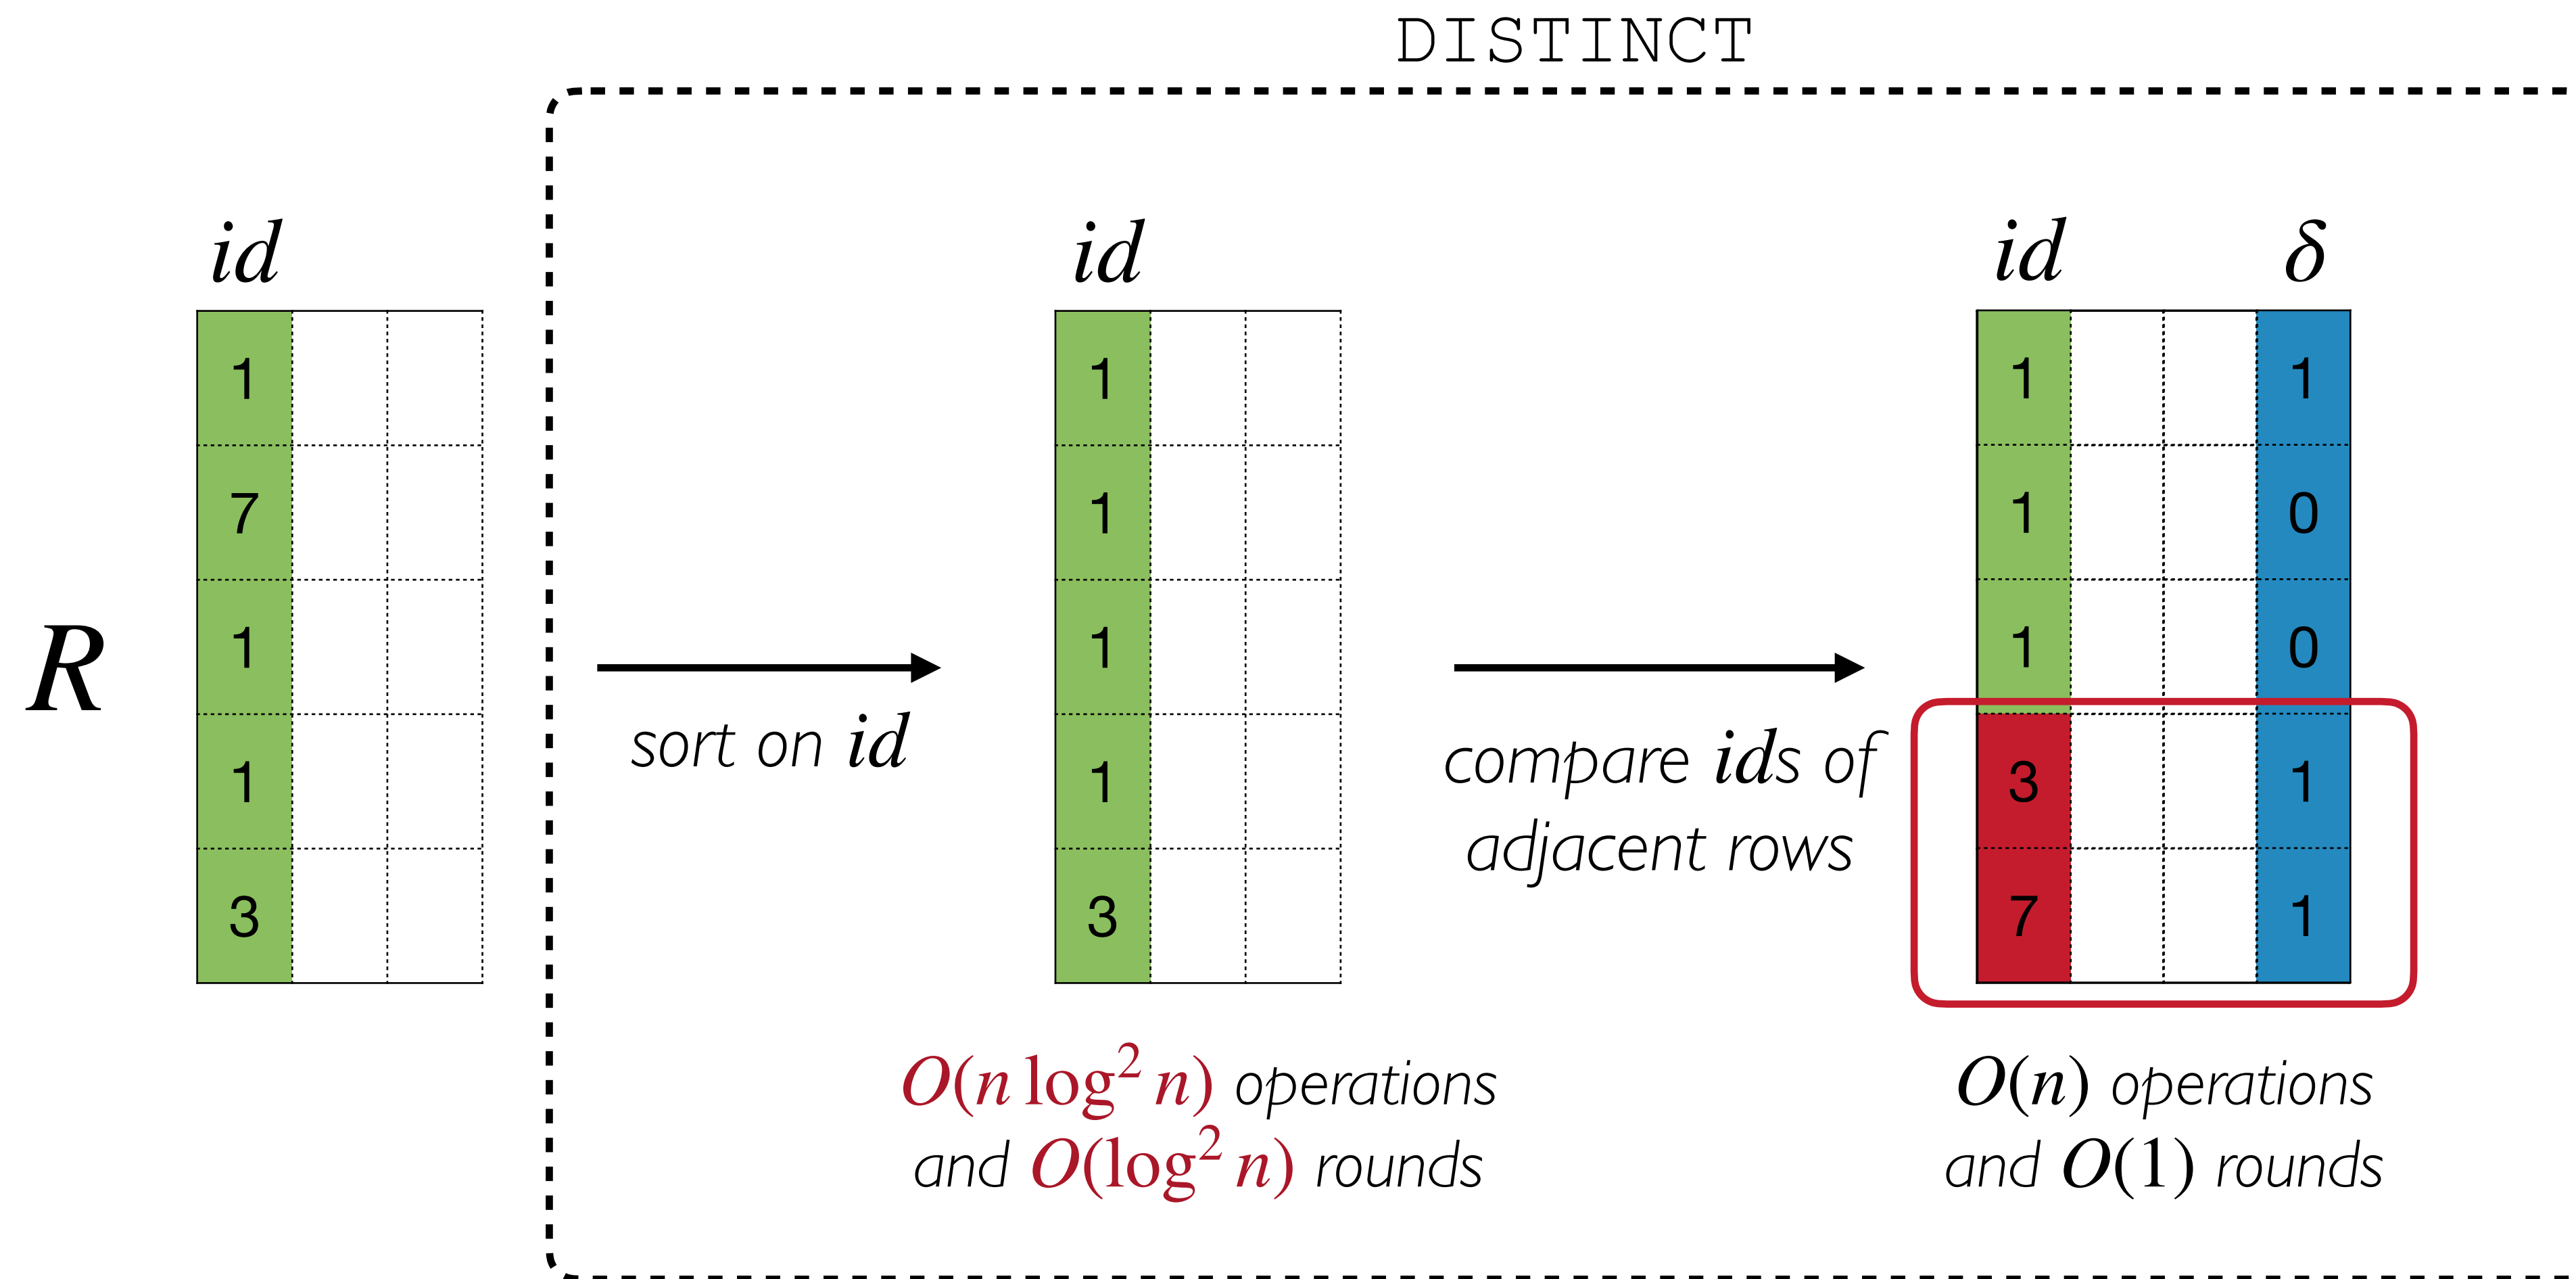 DISTINCT
id
id
id δ
1
7
1
1
3
1
1
1
1
3
1 1
1 0
1 0
3 1
7 1
R
sort on id
compare ids of
adjacent rows
O(n log² n) operations
and O(log² n) rounds
O(n) operations
and O(1) rounds